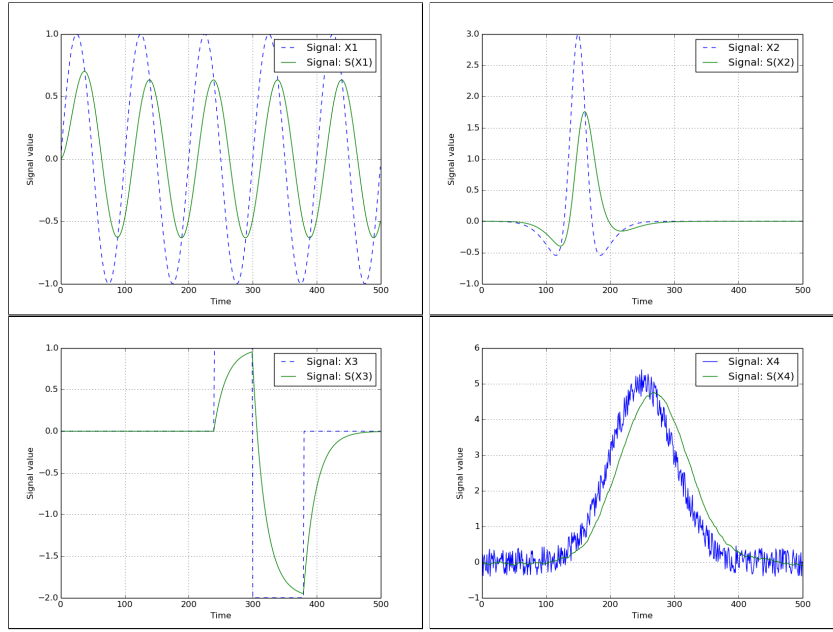 1.0
0.5
0.0
−0.5
−1.0
Signal value
Signal: X1
Signal: S(X1)
0 100 200 300 400 500
Time
3.0
2.5
2.0
1.5
1.0
0.5
0.0
−0.5
−1.0
Signal value
Signal: X2
Signal: S(X2)
0 100 200 300 400 500
Time
1.0
0.5
0.0
−0.5
−1.0
−1.5
−2.0
Signal value
Signal: X3
Signal: S(X3)
0 100 200 300 400 500
Time
6
5
4
3
2
1
0
−1
Signal value
Signal: X4
Signal: S(X4)
0 100 200 300 400 500
Time